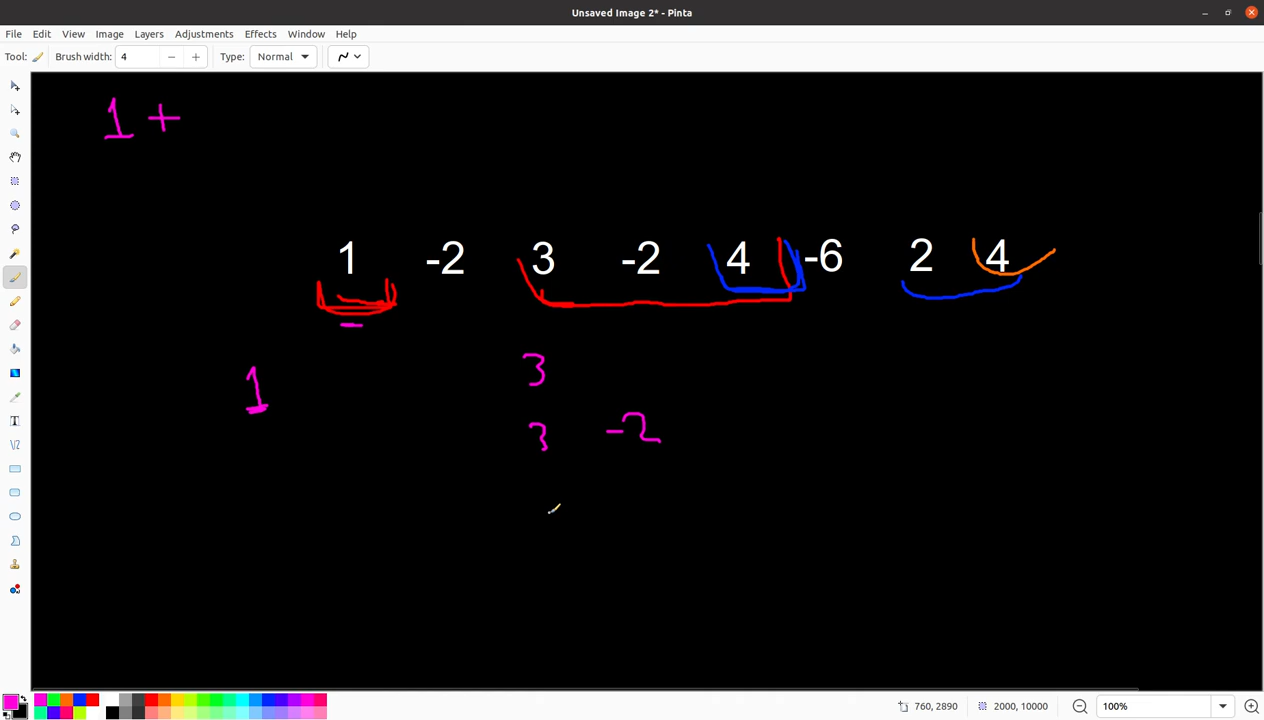 Unsaved Image 2* - Pinta
File Edit View Image Layers Adjustments Effects Window Help
Tool: Brush width: 4 − + Type: Normal
1 +
1 -2 3 -2 4 -6 2 4
3
1
3 -2
760, 2890 2000, 10000 100%